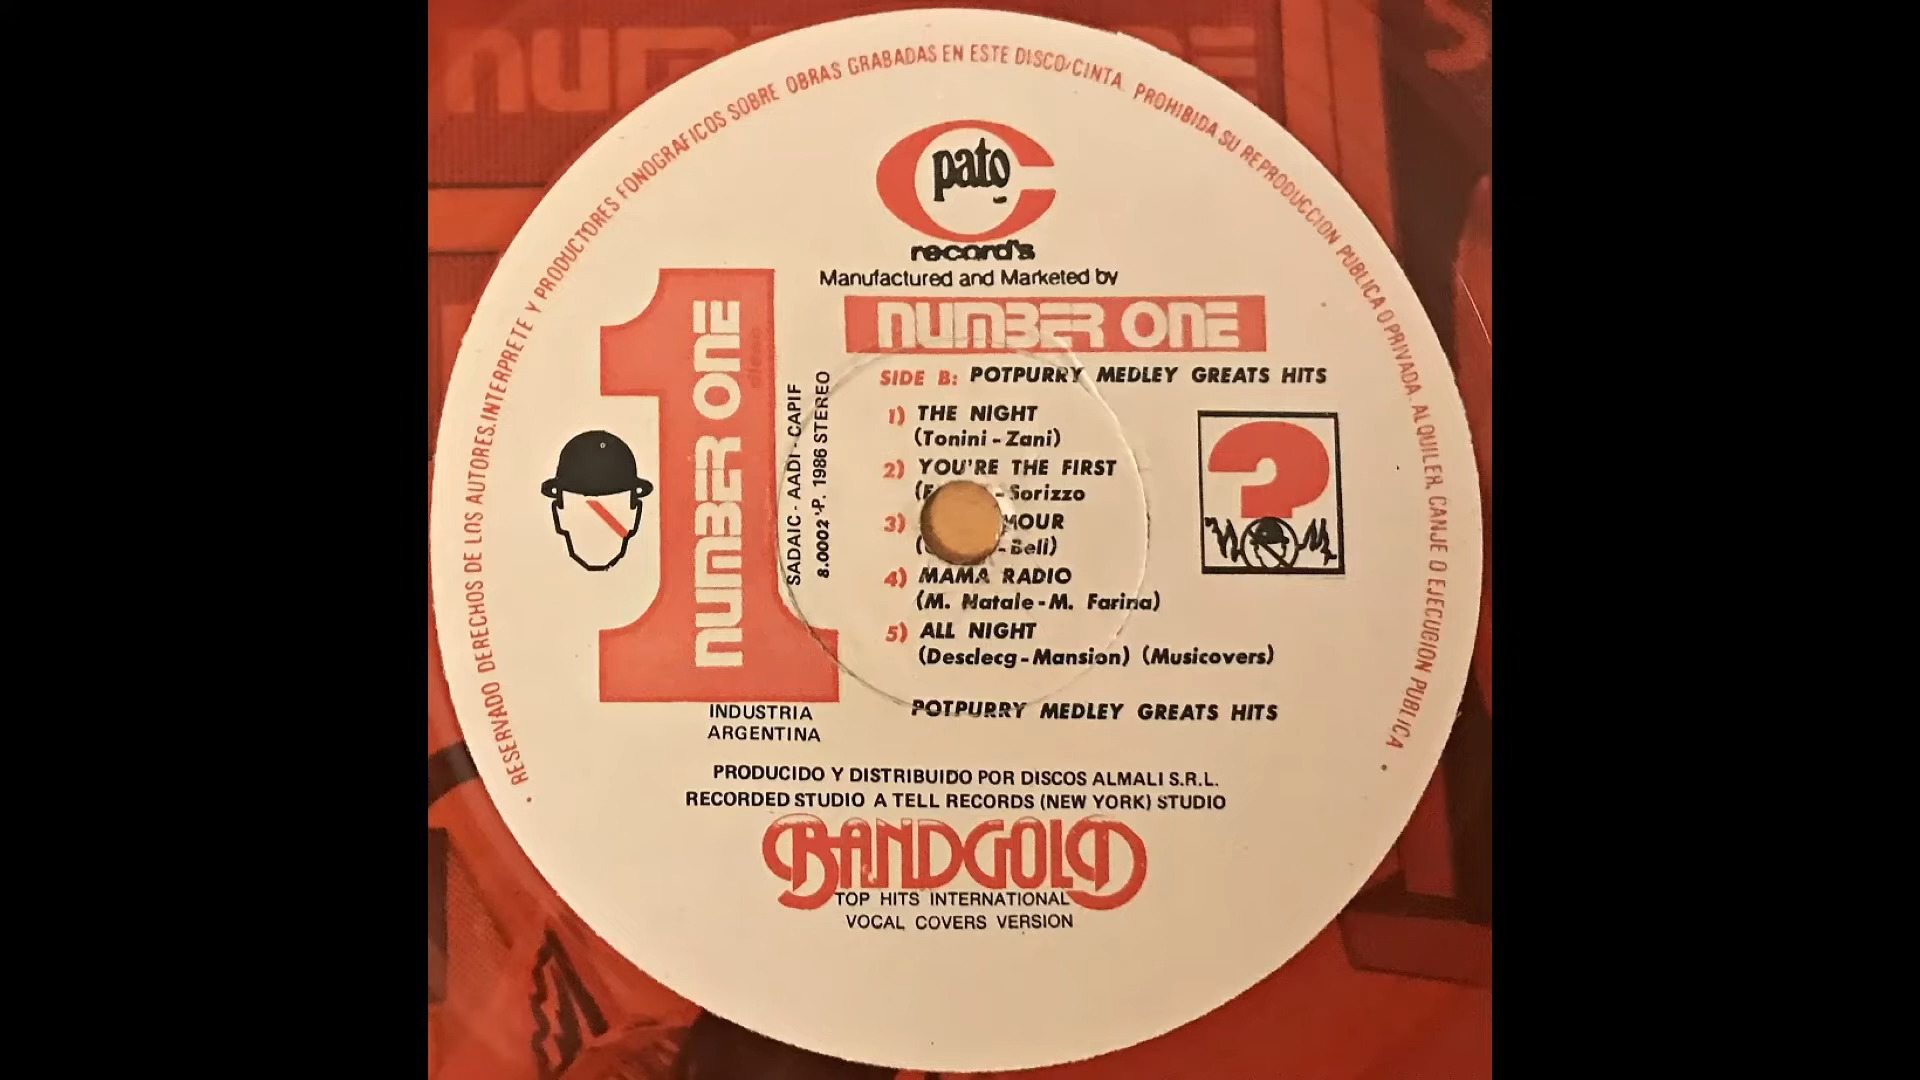 RESERVADO DERECHOS DE LOS AUTORES.INTERPRETE Y PRODUCTORES FONOGRAFICOS SOBRE OBRAS GRABADAS EN ESTE DISCO/CINTA. PROHIBIDA SU REPRODUCCION PUBLICA O PRIVADA. ALQUILER, CANJE O EJECUCION PUBLICA
pato
record's
Manufactured and Marketed by
NUMBER ONE
NUMBER ONE
SADAIC - AADI - CAPIF
8.0002 - P. 1986 STEREO
SIDE B: POTPURRY MEDLEY GREATS HITS
1) THE NIGHT
(Tonini - Zani)
2) YOU'RE THE FIRST
- Sorizzo
3)
- Beli)
4) MAMA RADIO
(M. Natale - M. Farina)
5) ALL NIGHT
(Desclecg - Mansion) (Musicovers)
?
INDUSTRIA
ARGENTINA
POTPURRY MEDLEY GREATS HITS
PRODUCIDO Y DISTRIBUIDO POR DISCOS ALMALI S.R.L.
RECORDED STUDIO A TELL RECORDS (NEW YORK) STUDIO
BANDGOLD
TOP HITS INTERNATIONAL
VOCAL COVERS VERSION